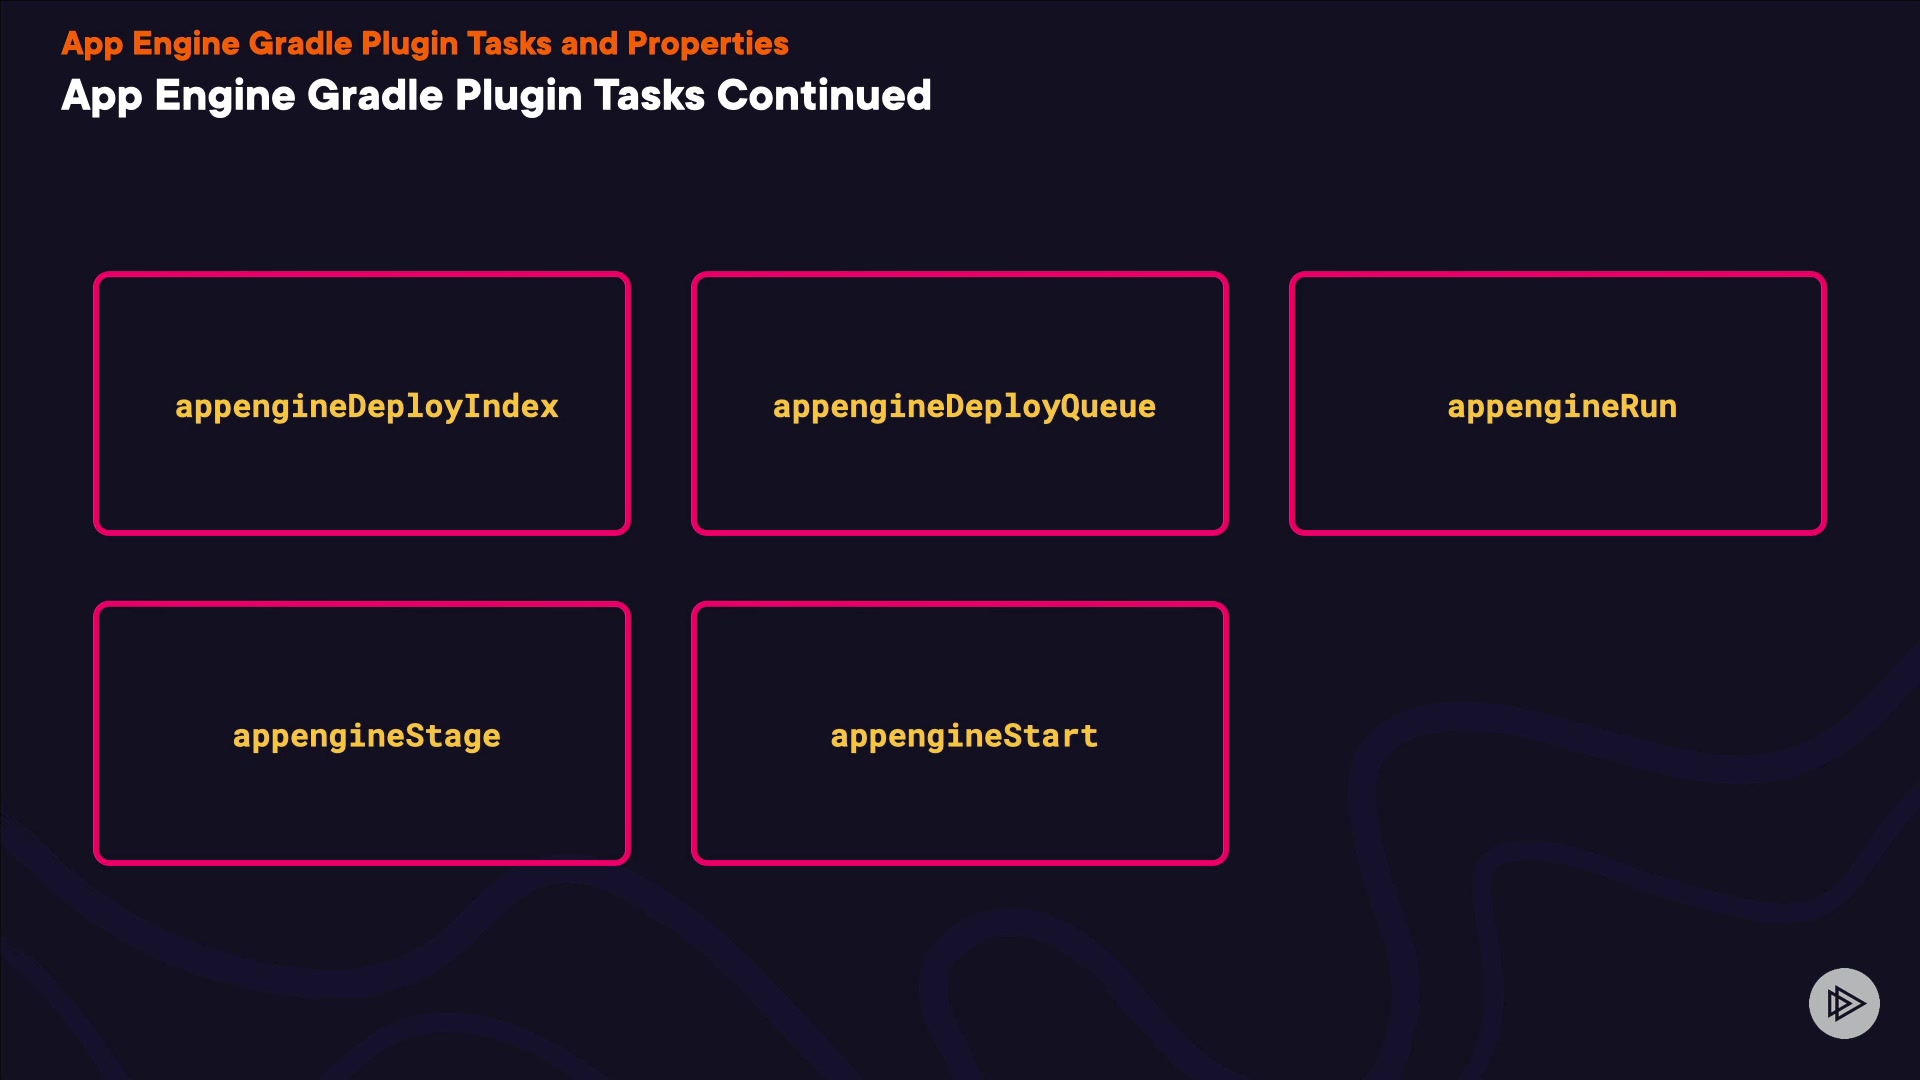 App Engine Gradle Plugin Tasks and Properties
App Engine Gradle Plugin Tasks Continued
appengineDeployIndex
appengineDeployQueue
appengineRun
appengineStage
appengineStart